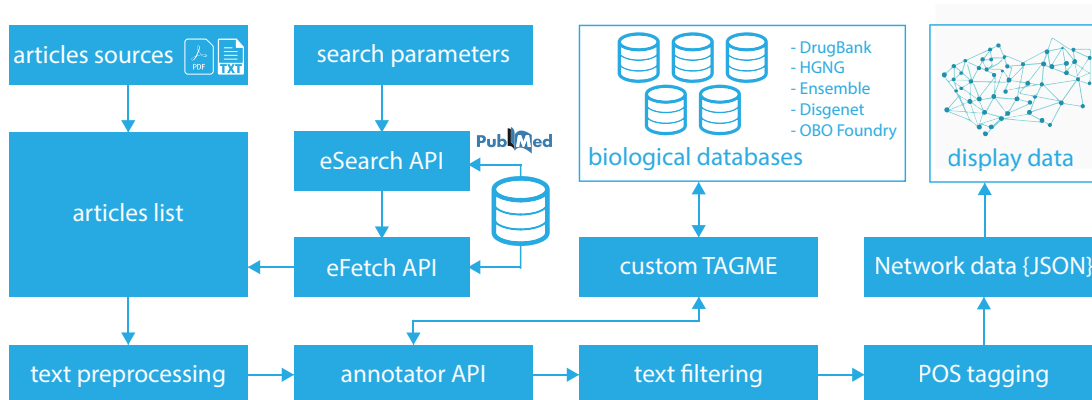 articles sources
PDF
TXT
search parameters
- DrugBank
- HGNG
- Ensemble
- Disgenet
- OBO Foundry
biological databases
display data
PubMed
eSearch API
articles list
eFetch API
custom TAGME
Network data {JSON}
text preprocessing
annotator API
text filtering
POS tagging